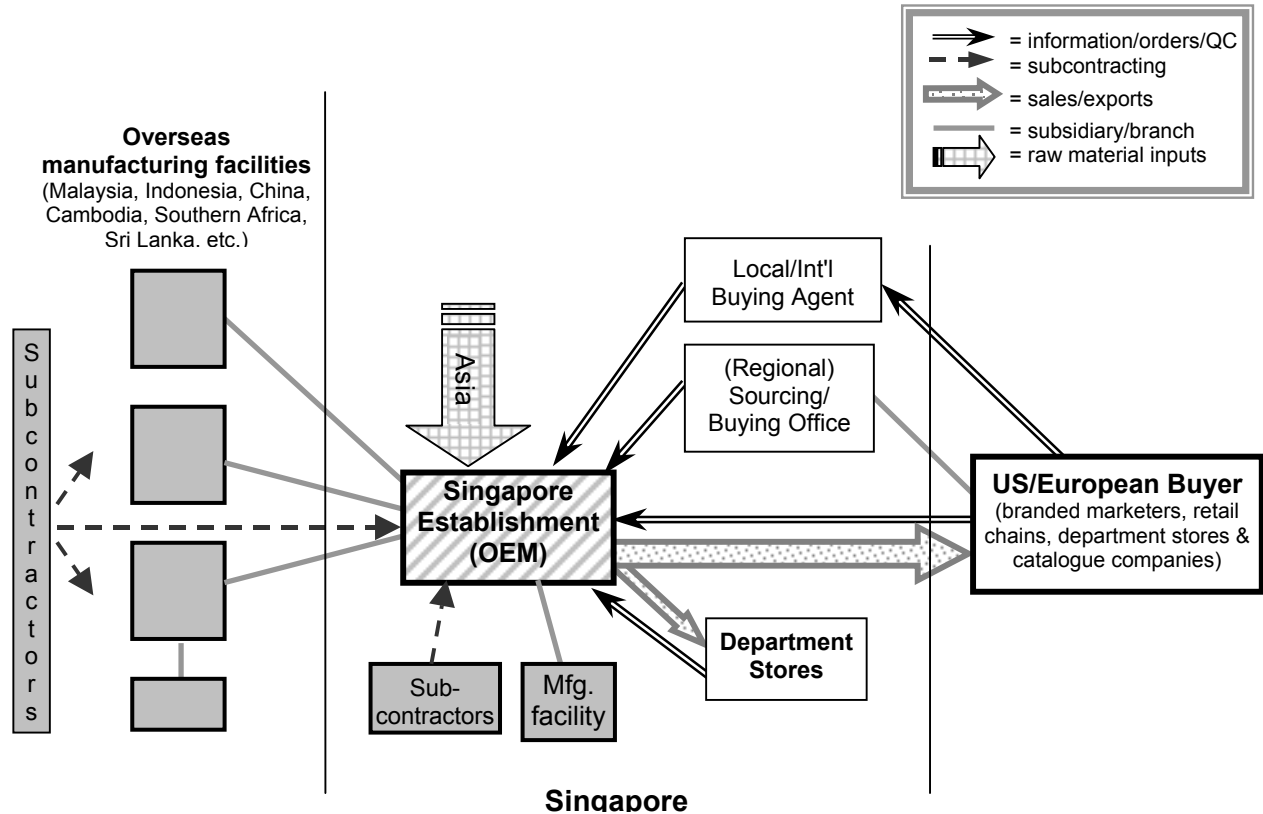 = information/orders/QC
= subcontracting
= sales/exports
= subsidiary/branch
= raw material inputs
Overseas
manufacturing facilities
(Malaysia, Indonesia, China,
Cambodia, Southern Africa,
Sri Lanka, etc.)
Subcontractors
Asia
Local/Int'l
Buying Agent
(Regional)
Sourcing/
Buying Office
Singapore
Establishment
(OEM)
US/European Buyer
(branded marketers, retail
chains, department stores &
catalogue companies)
Department
Stores
Sub-
contractors
Mfg.
facility
Singapore